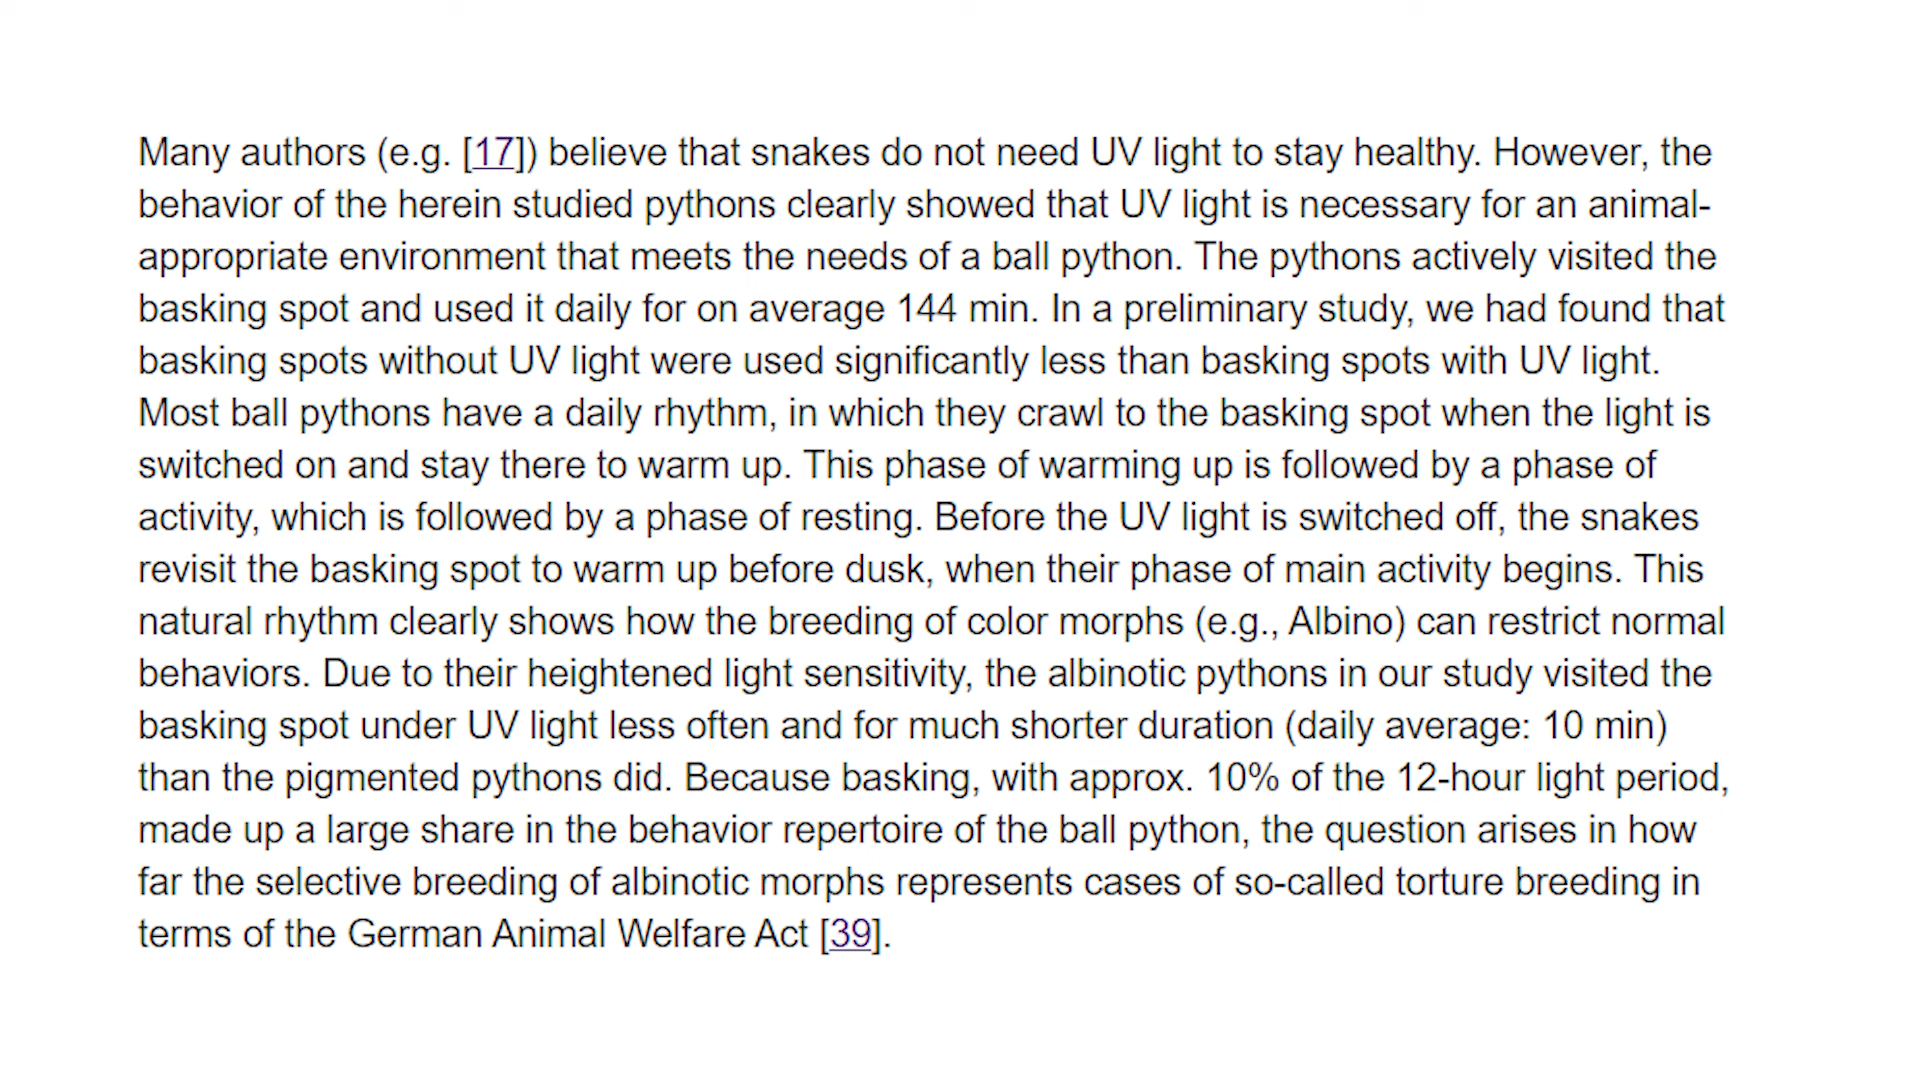 Many authors (e.g. [17]) believe that snakes do not need UV light to stay healthy. However, the
behavior of the herein studied pythons clearly showed that UV light is necessary for an animal-
appropriate environment that meets the needs of a ball python. The pythons actively visited the
basking spot and used it daily for on average 144 min. In a preliminary study, we had found that
basking spots without UV light were used significantly less than basking spots with UV light.
Most ball pythons have a daily rhythm, in which they crawl to the basking spot when the light is
switched on and stay there to warm up. This phase of warming up is followed by a phase of
activity, which is followed by a phase of resting. Before the UV light is switched off, the snakes
revisit the basking spot to warm up before dusk, when their phase of main activity begins. This
natural rhythm clearly shows how the breeding of color morphs (e.g., Albino) can restrict normal
behaviors. Due to their heightened light sensitivity, the albinotic pythons in our study visited the
basking spot under UV light less often and for much shorter duration (daily average: 10 min)
than the pigmented pythons did. Because basking, with approx. 10% of the 12-hour light period,
made up a large share in the behavior repertoire of the ball python, the question arises in how
far the selective breeding of albinotic morphs represents cases of so-called torture breeding in
terms of the German Animal Welfare Act [39].